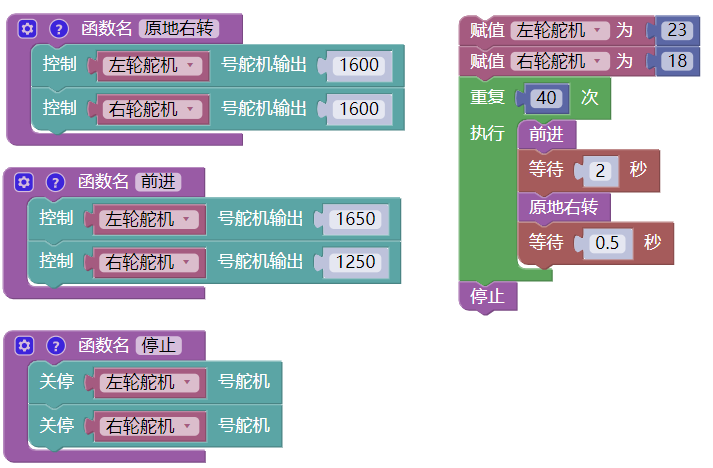 ? 函数名 原地右转
控制 左轮舵机 号舵机输出 1600
控制 右轮舵机 号舵机输出 1600
? 函数名 前进
控制 左轮舵机 号舵机输出 1650
控制 右轮舵机 号舵机输出 1250
? 函数名 停止
关停 左轮舵机 号舵机
关停 右轮舵机 号舵机
赋值 左轮舵机 为 23
赋值 右轮舵机 为 18
重复 40 次
执行 前进
等待 2 秒
原地右转
等待 0.5 秒
停止